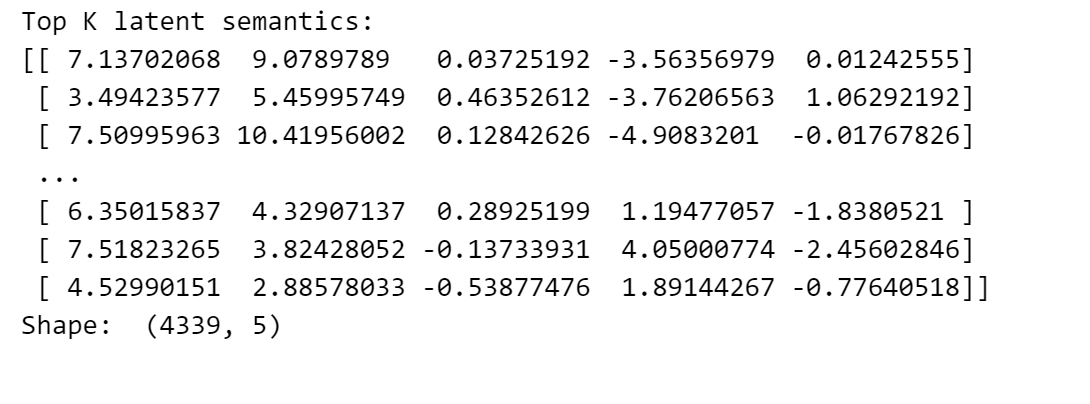 Top K latent semantics:
[[ 7.13702068  9.0789789   0.03725192 -3.56356979  0.01242555]
 [ 3.49423577  5.45995749  0.46352612 -3.76206563  1.06292192]
 [ 7.50995963 10.41956002  0.12842626 -4.9083201  -0.01767826]
 ...
 [ 6.35015837  4.32907137  0.28925199  1.19477057 -1.8380521 ]
 [ 7.51823265  3.82428052 -0.13733931  4.05000774 -2.45602846]
 [ 4.52990151  2.88578033 -0.53877476  1.89144267 -0.77640518]]
Shape:  (4339, 5)